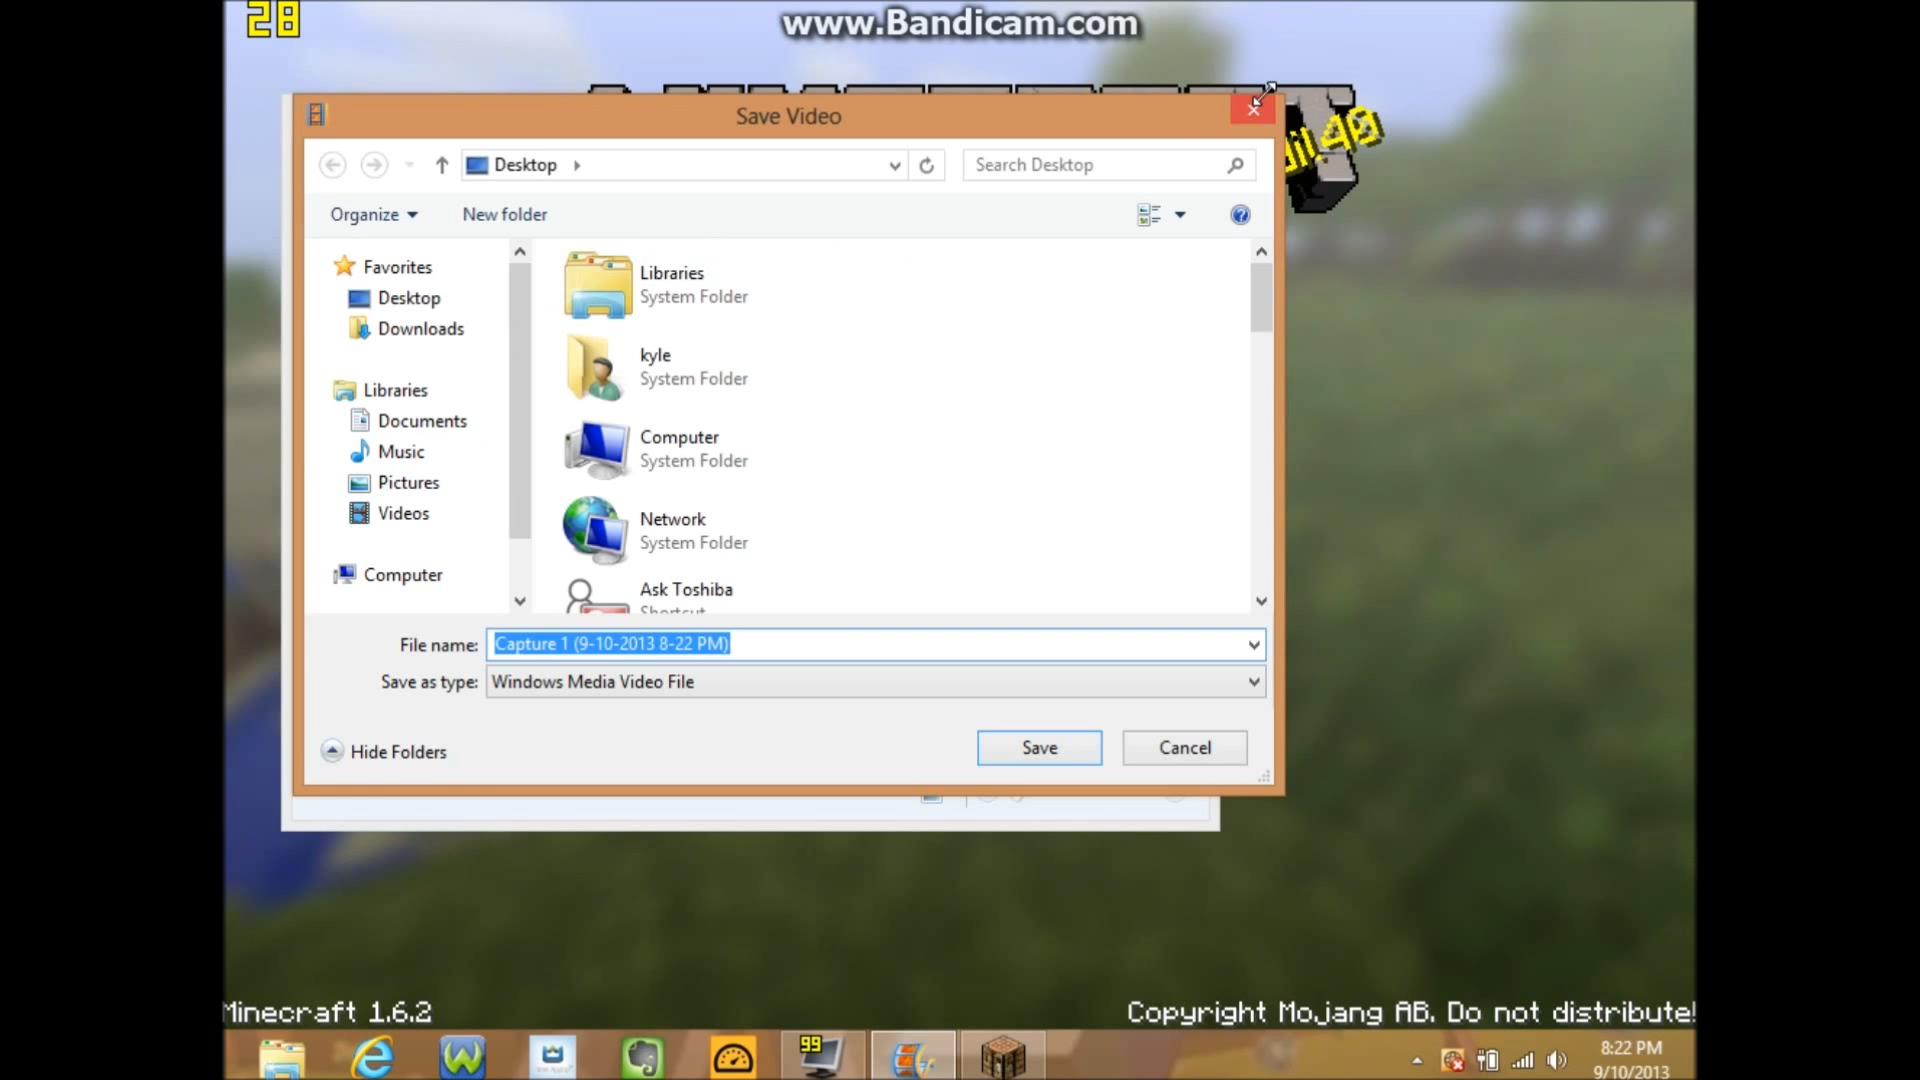 28
www.Bandicam.com
Save Video
Desktop
Search Desktop
Organize
New folder
Favorites
Desktop
Downloads
Libraries
Documents
Music
Pictures
Videos
Computer
Libraries
System Folder
kyle
System Folder
Computer
System Folder
Network
System Folder
Ask Toshiba
Shortcut
File name: Capture 1 (9-10-2013 8-22 PM)
Save as type: Windows Media Video File
Hide Folders
Save
Cancel
Minecraft 1.6.2
Copyright Mojang AB. Do not distribute!
99
8:22 PM
9/10/2013